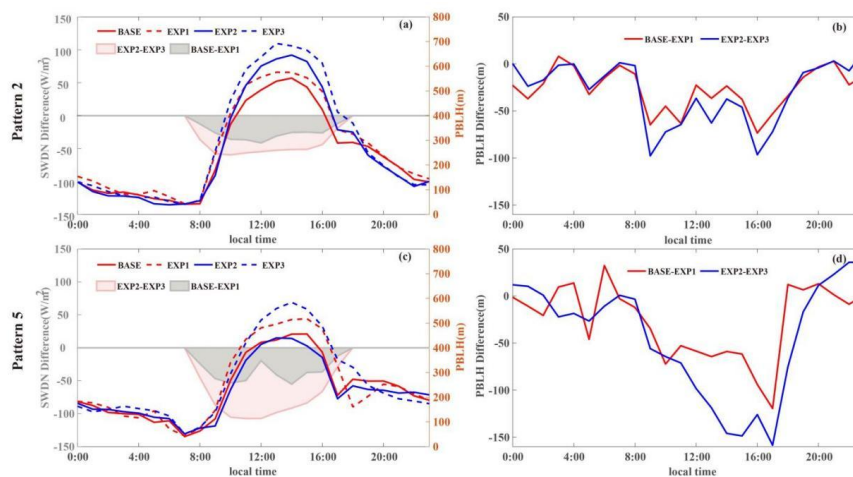 (a)
BASE EXP1 EXP2 EXP3
EXP2-EXP3 BASE-EXP1
SWDN Difference(W/m²)
150
100
50
0
-50
-100
-150
PBLH(m)
800
700
600
500
400
300
200
100
0
0:00 4:00 8:00 12:00 16:00 20:00
local time
Pattern 2
(b)
BASE-EXP1 EXP2-EXP3
PBLH Difference(m)
50
0
-50
-100
-150
0:00 4:00 8:00 12:00 16:00 20:00
local time
(c)
BASE EXP1 EXP2 EXP3
EXP2-EXP3 BASE-EXP1
SWDN Difference(W/m²)
150
100
50
0
-50
-100
-150
PBLH(m)
800
700
600
500
400
300
200
100
0
0:00 4:00 8:00 12:00 16:00 20:00
local time
Pattern 5
(d)
BASE-EXP1 EXP2-EXP3
PBLH Difference(m)
50
0
-50
-100
-150
0:00 4:00 8:00 12:00 16:00 20:00
local time